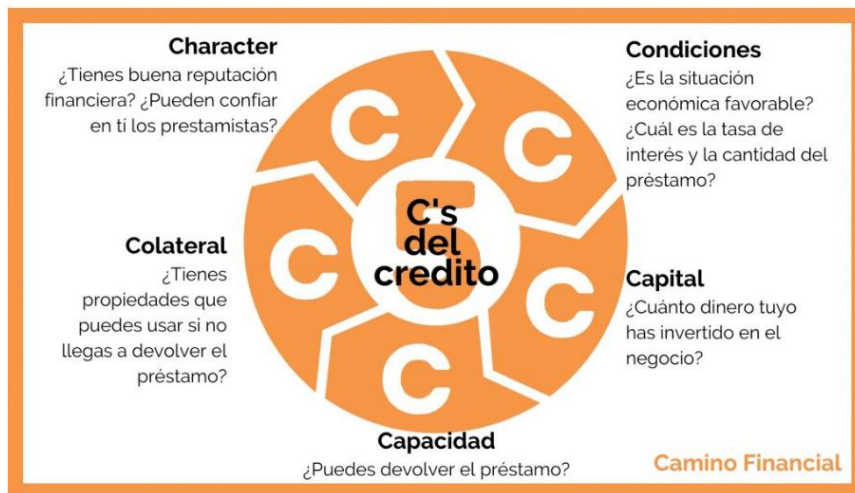 Character
¿Tienes buena reputación
financiera? ¿Pueden confiar
en tí los prestamistas?
Condiciones
¿Es la situación
económica favorable?
¿Cuál es la tasa de
interés y la cantidad del
préstamo?
C
C
C
C
C
5
C's
del
credito
Colateral
¿Tienes
propiedades que
puedes usar si no
llegas a devolver el
préstamo?
Capital
¿Cuánto dinero tuyo
has invertido en el
negocio?
Capacidad
¿Puedes devolver el préstamo?
Camino Financial